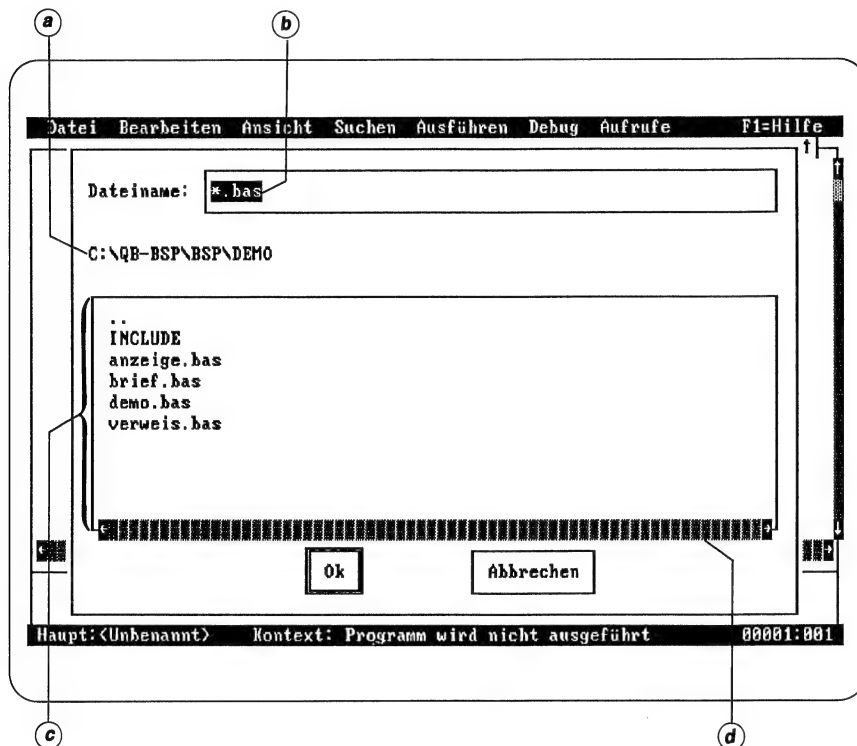 a b
Datei Bearbeiten Ansicht Suchen Ausführen Debug Aufrufe F1=Hilfe
Dateiname: *.bas
C:\QB-BSP\BSP\DEMO
..
INCLUDE
anzeige.bas
brief.bas
demo.bas
verweis.bas
Ok Abbrechen
Haupt:<Unbenannt> Kontext: Programm wird nicht ausgeführt 00001:001
c d